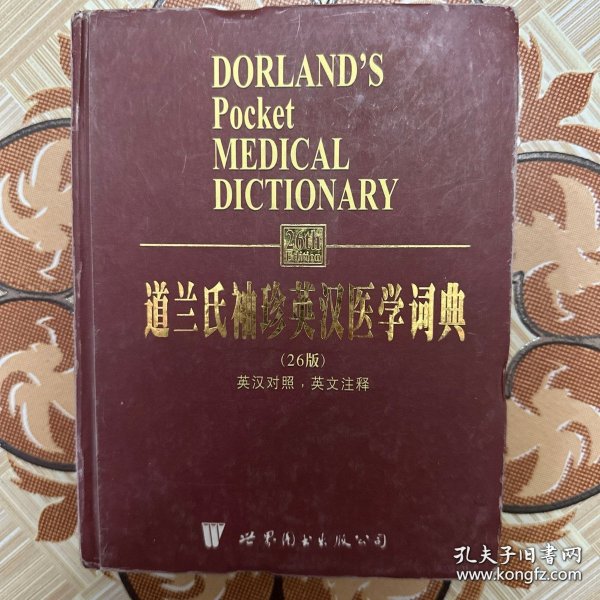 DORLAND'S
Pocket
MEDICAL
DICTIONARY
26th
Edition
道兰氏袖珍英汉医学词典
(26版)
英汉对照，英文注释
世界图书出版公司
孔夫子旧书网
www.kongfz.com